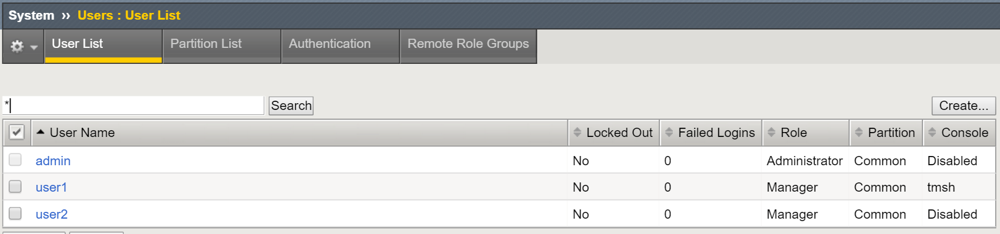 System ›› Users : User List
User List Partition List Authentication Remote Role Groups
* Search Create...
User Name Locked Out Failed Logins Role Partition Console
admin No 0 Administrator Common Disabled
user1 No 0 Manager Common tmsh
user2 No 0 Manager Common Disabled